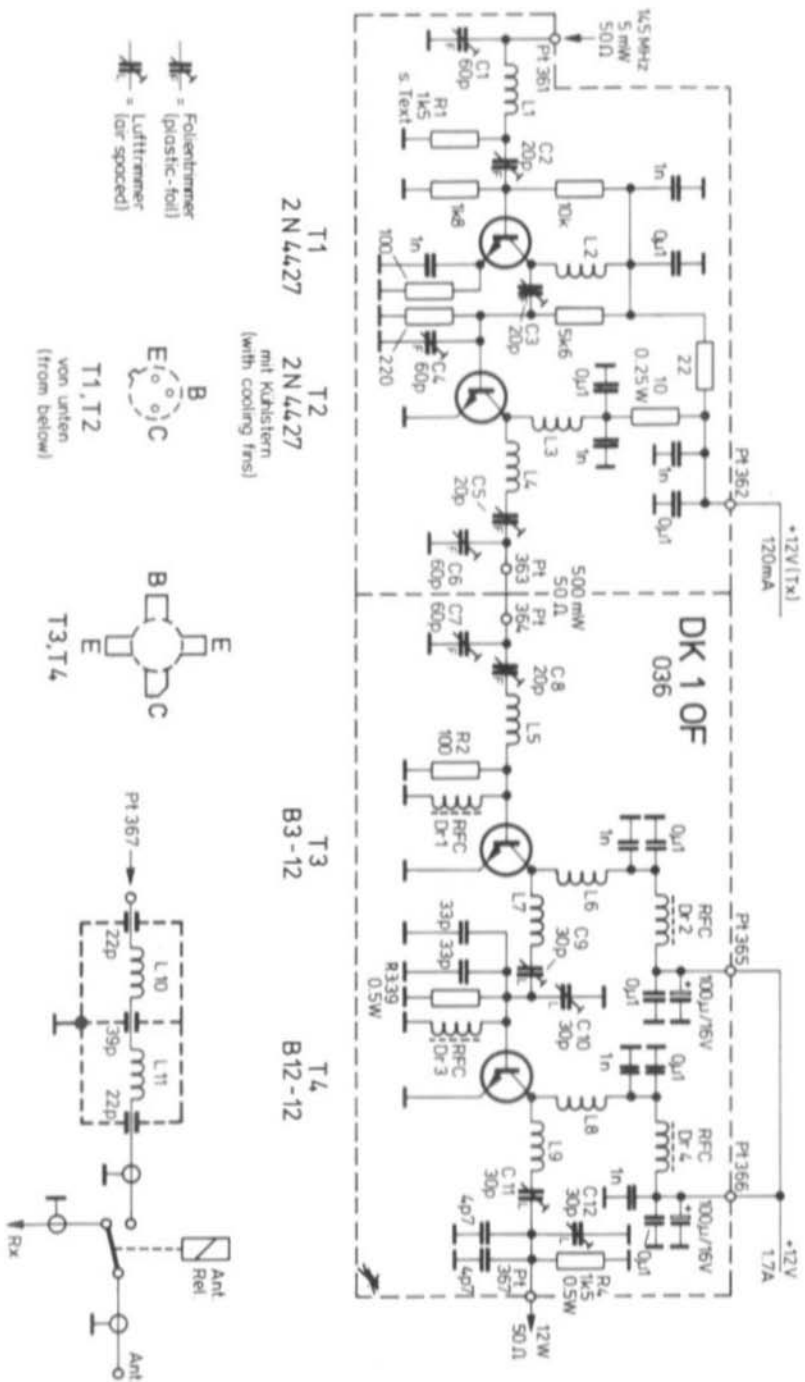 145 MHz
5 mW
50 Ω
Pt 361
C1
60p
F
L1
R1
1k5
s. Text
C2
20p
F
1k8
10k
1n
0µ1
L2
1n
100
C3
20p
F
5k6
220
C4
60p
F
22
10
0.25 W
0µ1
1n
L3
Pt 362
1n
0µ1
+12V (Tx)
120mA
L4
C5
20p
F
C6
60p
F
Pt
363
500 mW
50 Ω
Pt
364
DK 1 OF
036
C7
60p
F
C8
20p
F
L5
R2
100
RFC
Dr1
1n
0µ1
L6
RFC
Dr 2
Pt 365
0µ1
100µ/16V
L7
C9
30p
L
33p
33p
R3 39
0.5W
C10
30p
L
RFC
Dr 3
1n
0µ1
L8
RFC
Dr 4
Pt 366
1n
0µ1
100µ/16V
+12V
1.7A
L9
C11
30p
L
C12
30p
L
4p7
4p7
R4
1k5
0.5W
Pt
367
12W
50 Ω
T1
2 N 4427
T2
2N 4427
mit Kühlstern
(with cooling fins)
T3
B3-12
T4
B12-12
F
= Folientrimmer
(plastic-foil)
L
= Lufttrimmer
(air spaced)
B
E
C
T1, T2
von unten
(from below)
B
E
E
C
T3, T4
Pt 367
22p
L10
39p
L11
22p
Ant.
Rel
Rx
Ant.